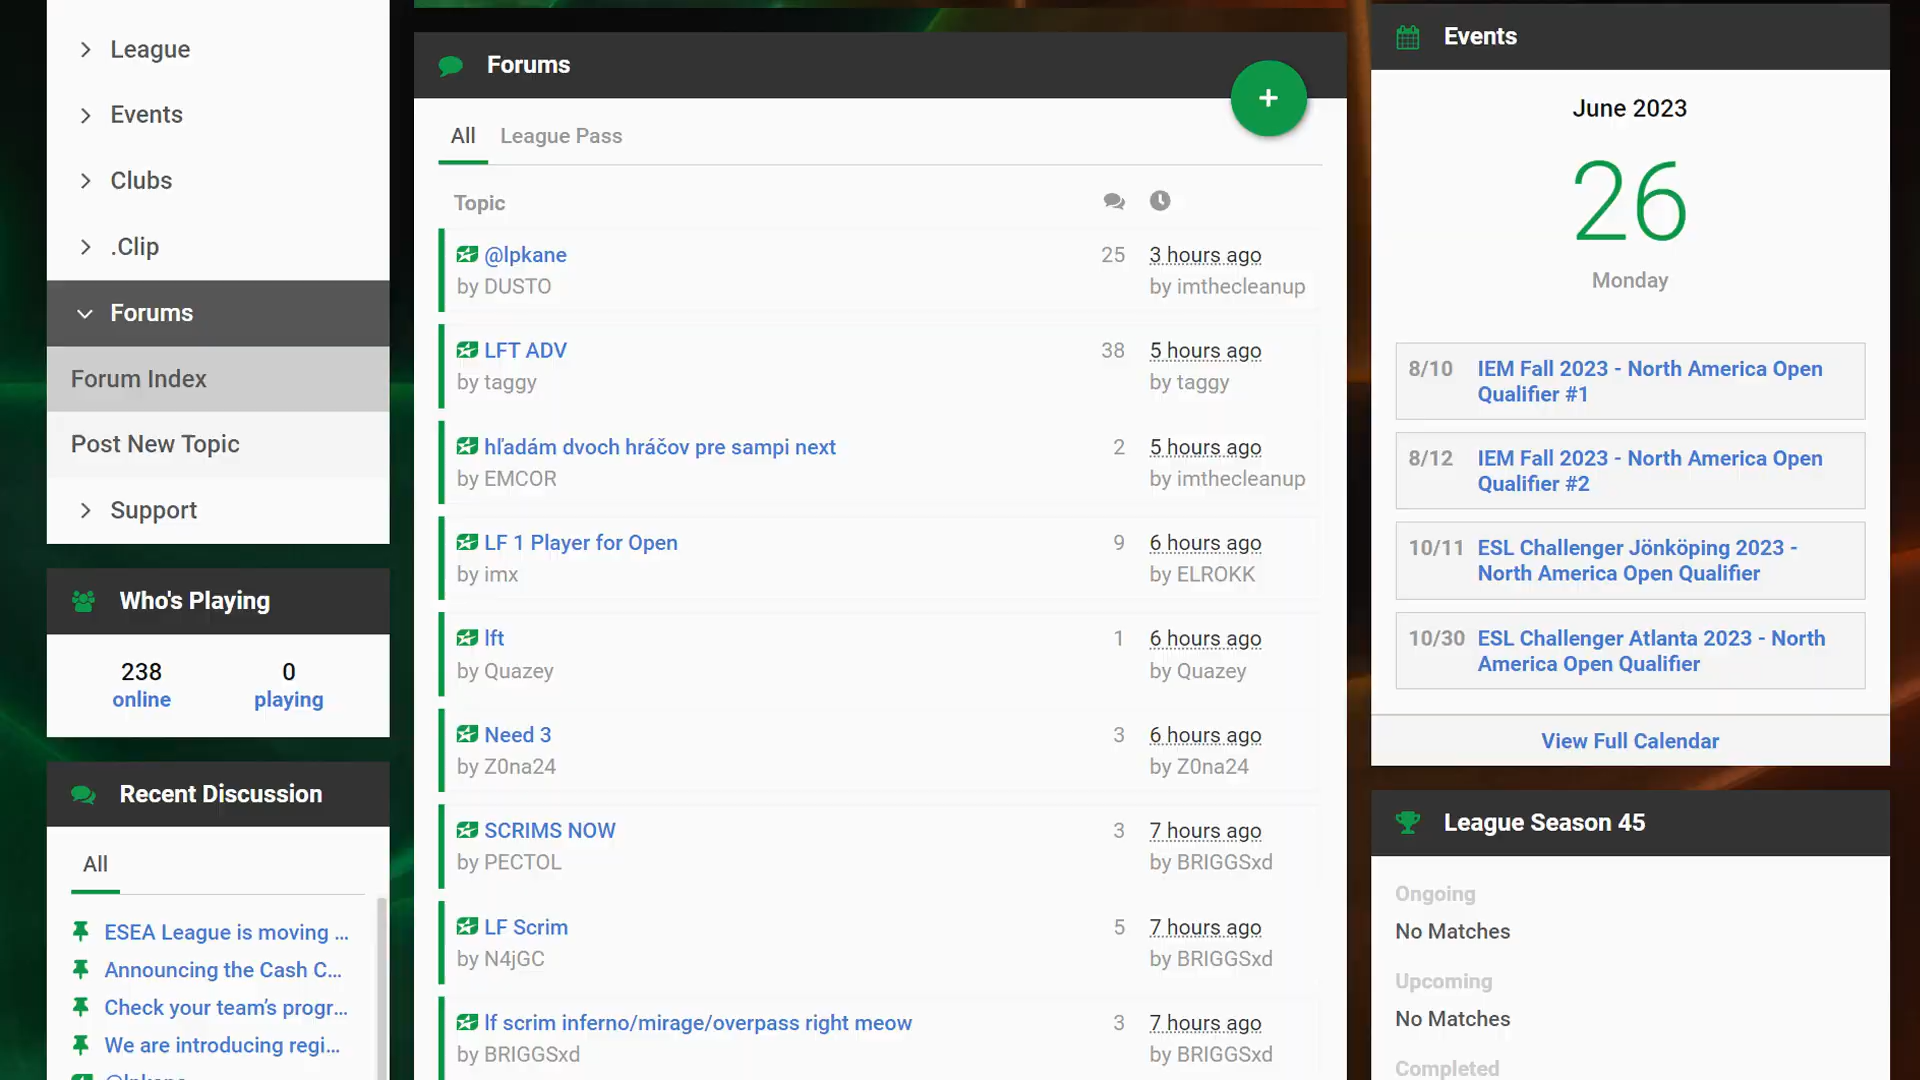 League
Events
Clubs
.Clip
Forums
Forum Index
Post New Topic
Support
Who's Playing
238
online
0
playing
Recent Discussion
All
ESEA League is moving ...
Announcing the Cash C...
Check your team’s progr...
We are introducing regi...
Forums
+
All
League Pass
Topic
@lpkane 25 3 hours ago
by DUSTO by imthecleanup
LFT ADV 38 5 hours ago
by taggy by taggy
hľadám dvoch hráčov pre sampi next 2 5 hours ago
by EMCOR by imthecleanup
LF 1 Player for Open 9 6 hours ago
by imx by ELROKK
lft 1 6 hours ago
by Quazey by Quazey
Need 3 3 6 hours ago
by Z0na24 by Z0na24
SCRIMS NOW 3 7 hours ago
by PECTOL by BRIGGSxd
LF Scrim 5 7 hours ago
by N4jGC by BRIGGSxd
lf scrim inferno/mirage/overpass right meow 3 7 hours ago
by BRIGGSxd by BRIGGSxd
Events
June 2023
26
Monday
8/10 IEM Fall 2023 - North America Open
Qualifier #1
8/12 IEM Fall 2023 - North America Open
Qualifier #2
10/11 ESL Challenger Jönköping 2023 -
North America Open Qualifier
10/30 ESL Challenger Atlanta 2023 - North
America Open Qualifier
View Full Calendar
League Season 45
Ongoing
No Matches
Upcoming
No Matches
Completed